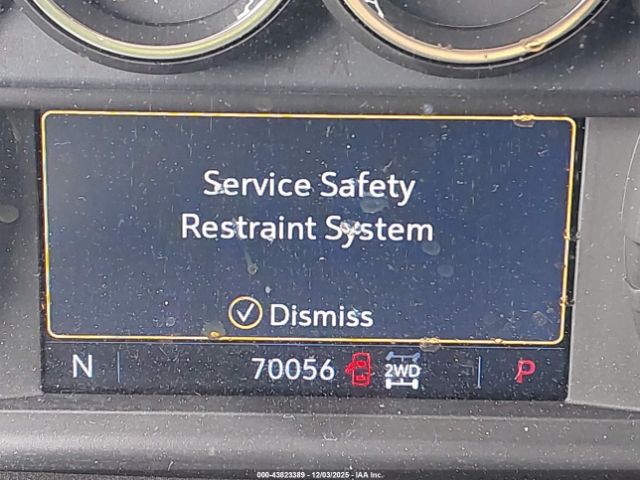 Service Safety
Restraint System
Dismiss
N 70056 2WD P
000-43823389 | 12/03/2025 | IAA Inc.